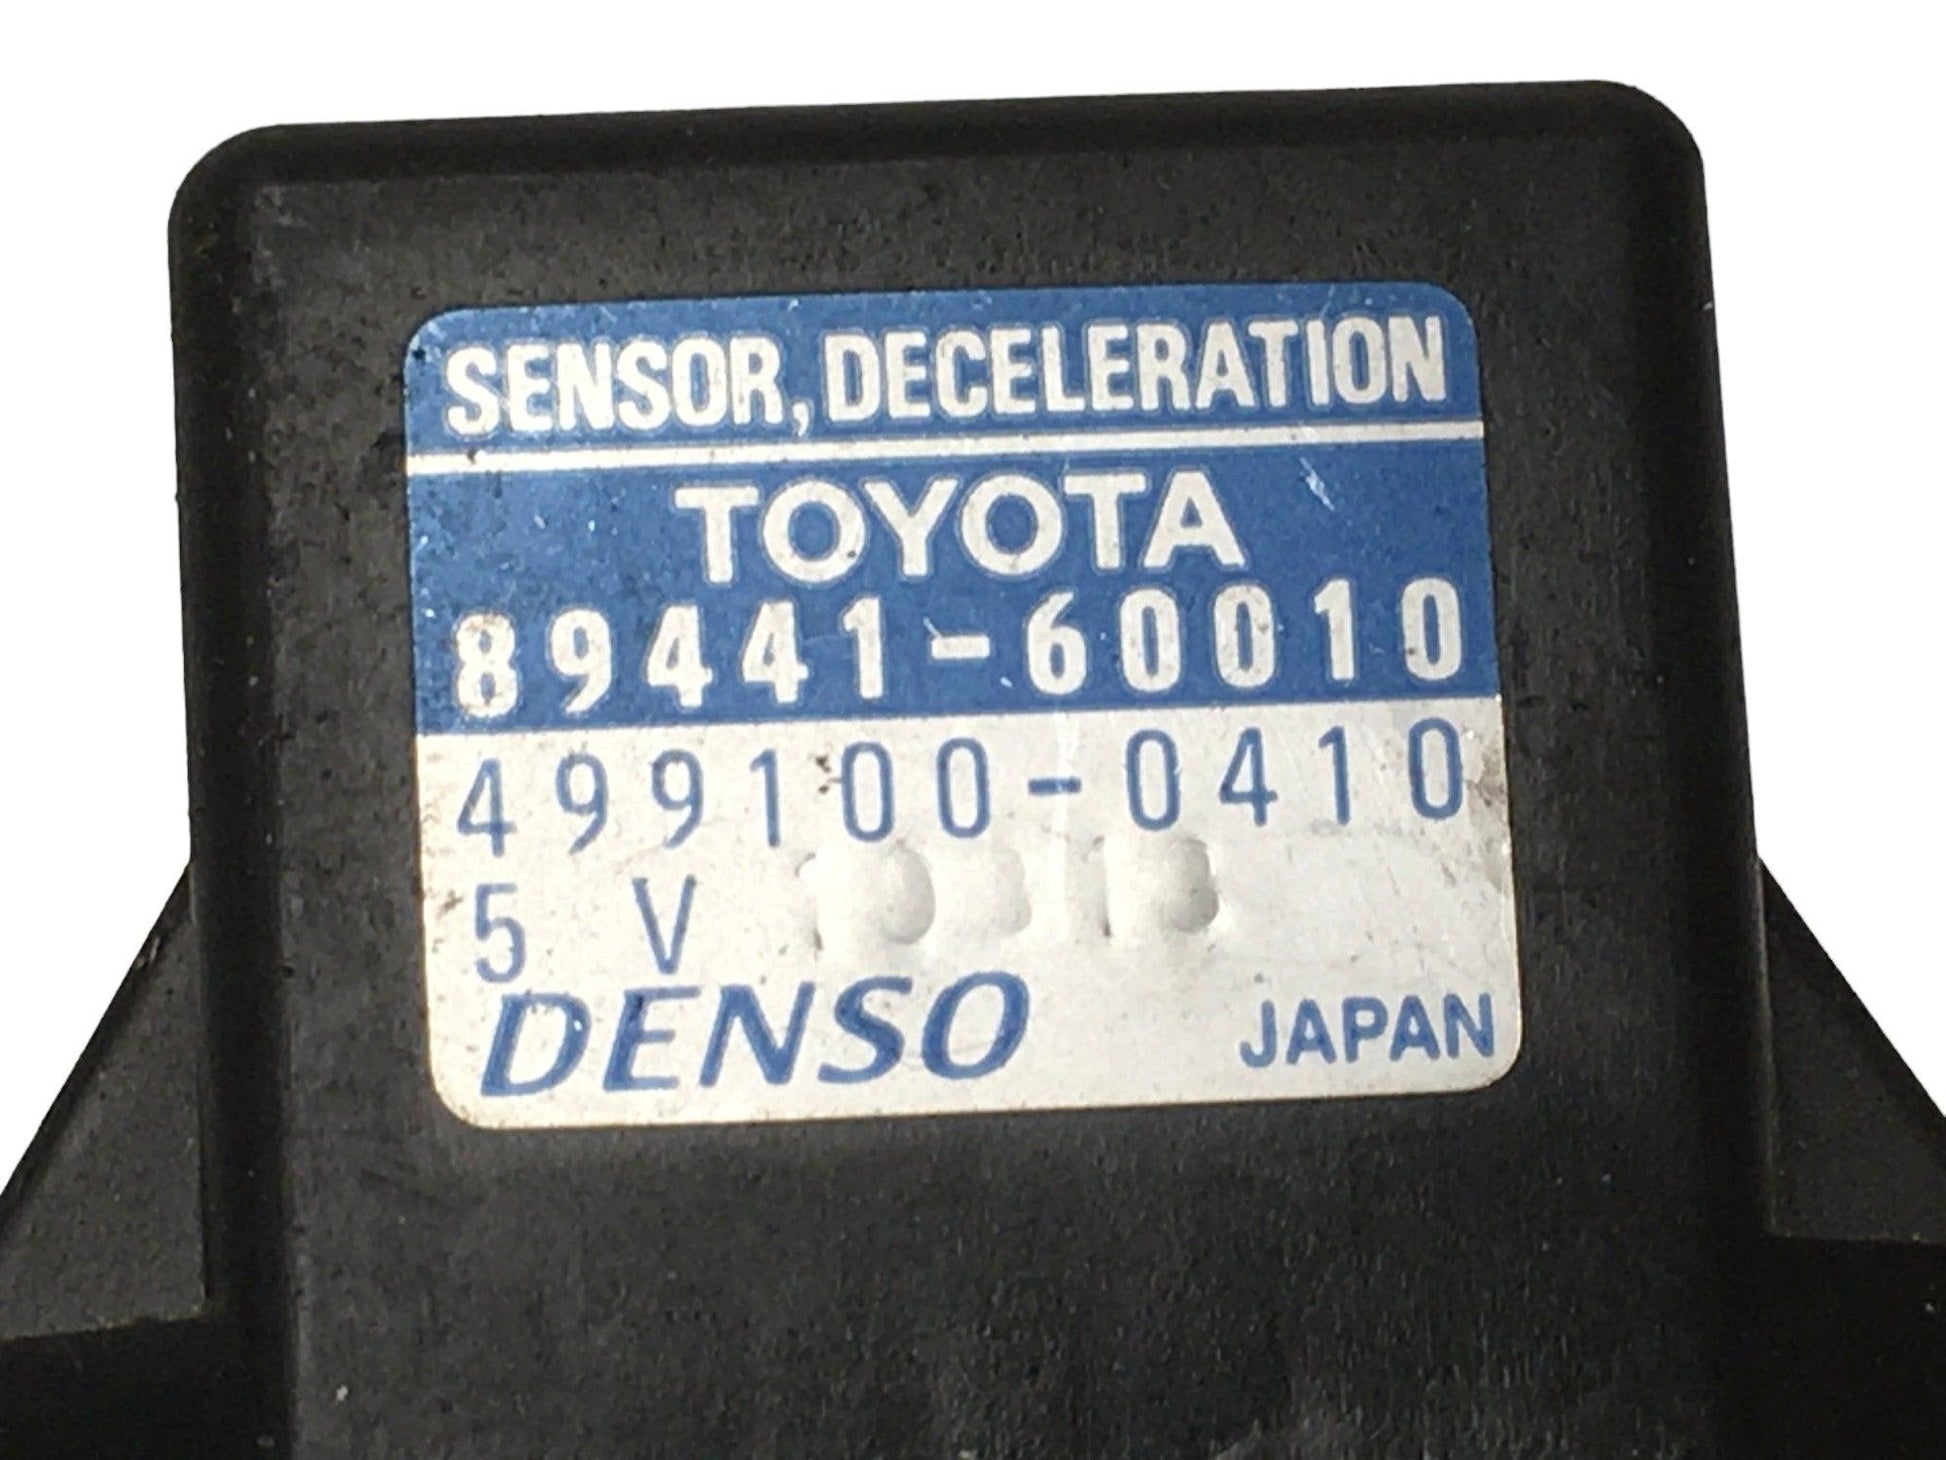 SENSOR, DECELERATION
TOYOTA
89441-60010
499100-0410
5 V
DENSO JAPAN